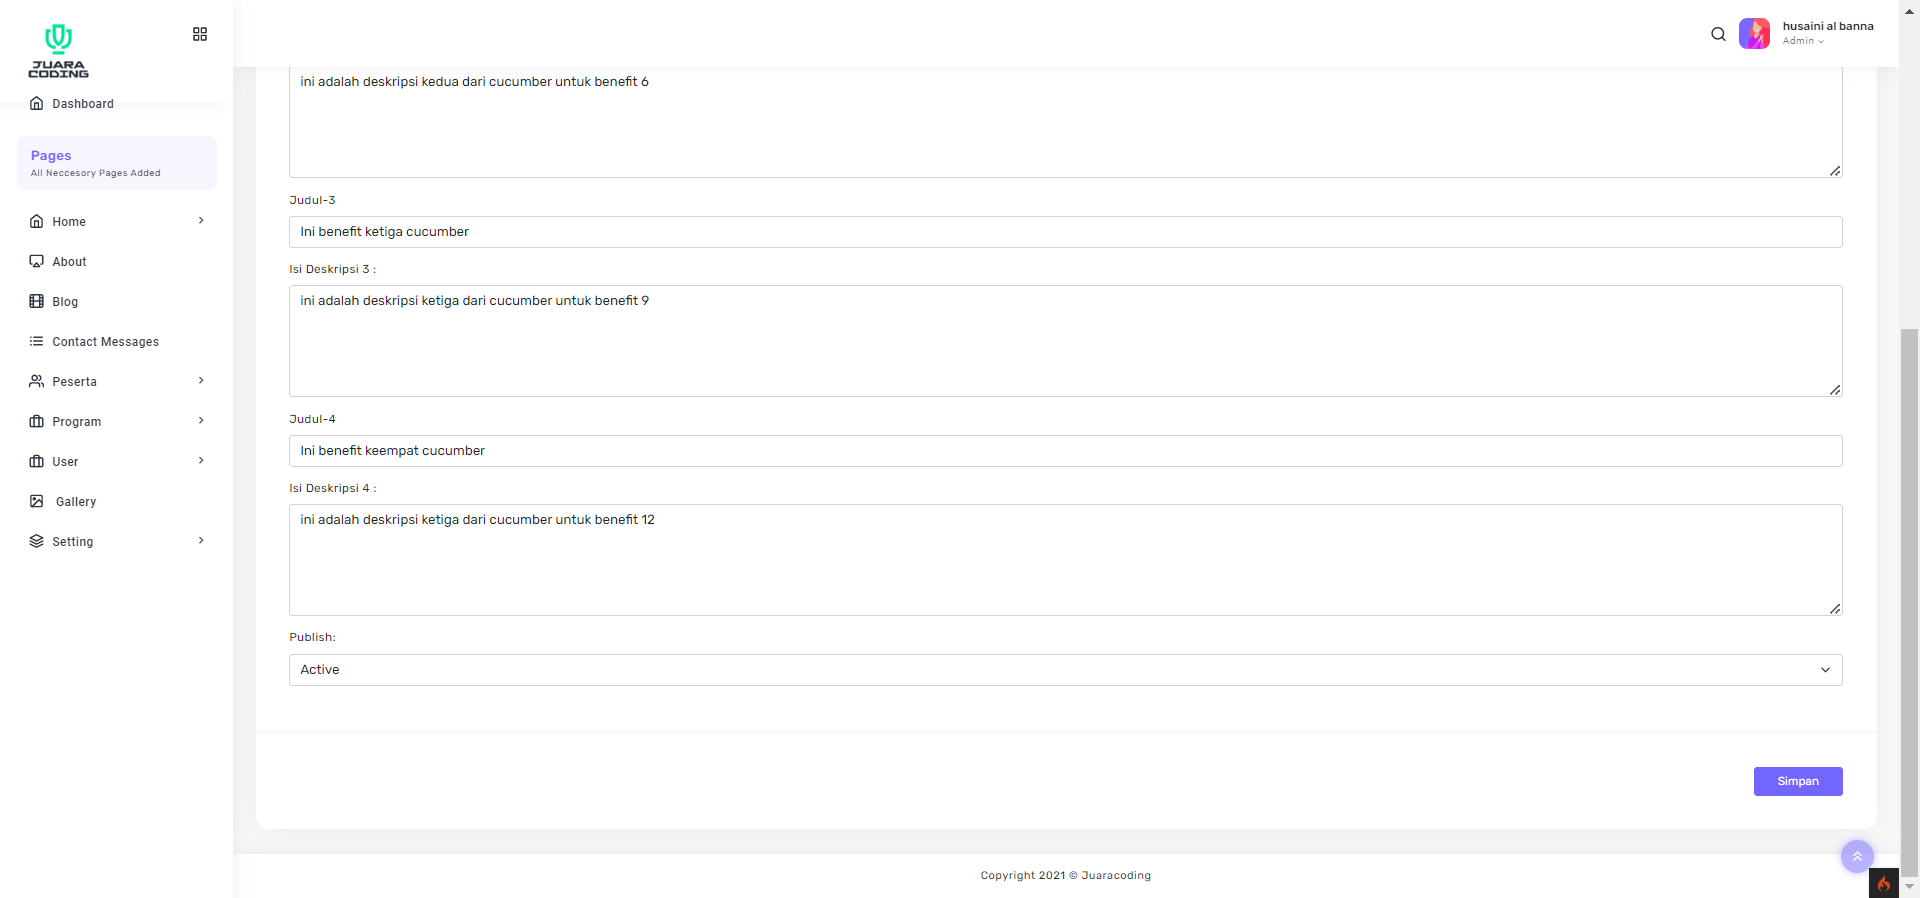 JUARA
CODING
husaini al banna
Admin
Dashboard
Pages
All Neccesory Pages Added
Home
About
Blog
Contact Messages
Peserta
Program
User
Gallery
Setting
ini adalah deskripsi kedua dari cucumber untuk benefit 6
Judul-3
Ini benefit ketiga cucumber
Isi Deskripsi 3 :
ini adalah deskripsi ketiga dari cucumber untuk benefit 9
Judul-4
Ini benefit keempat cucumber
Isi Deskripsi 4 :
ini adalah deskripsi ketiga dari cucumber untuk benefit 12
Publish:
Active
Simpan
Copyright 2021 © Juaracoding